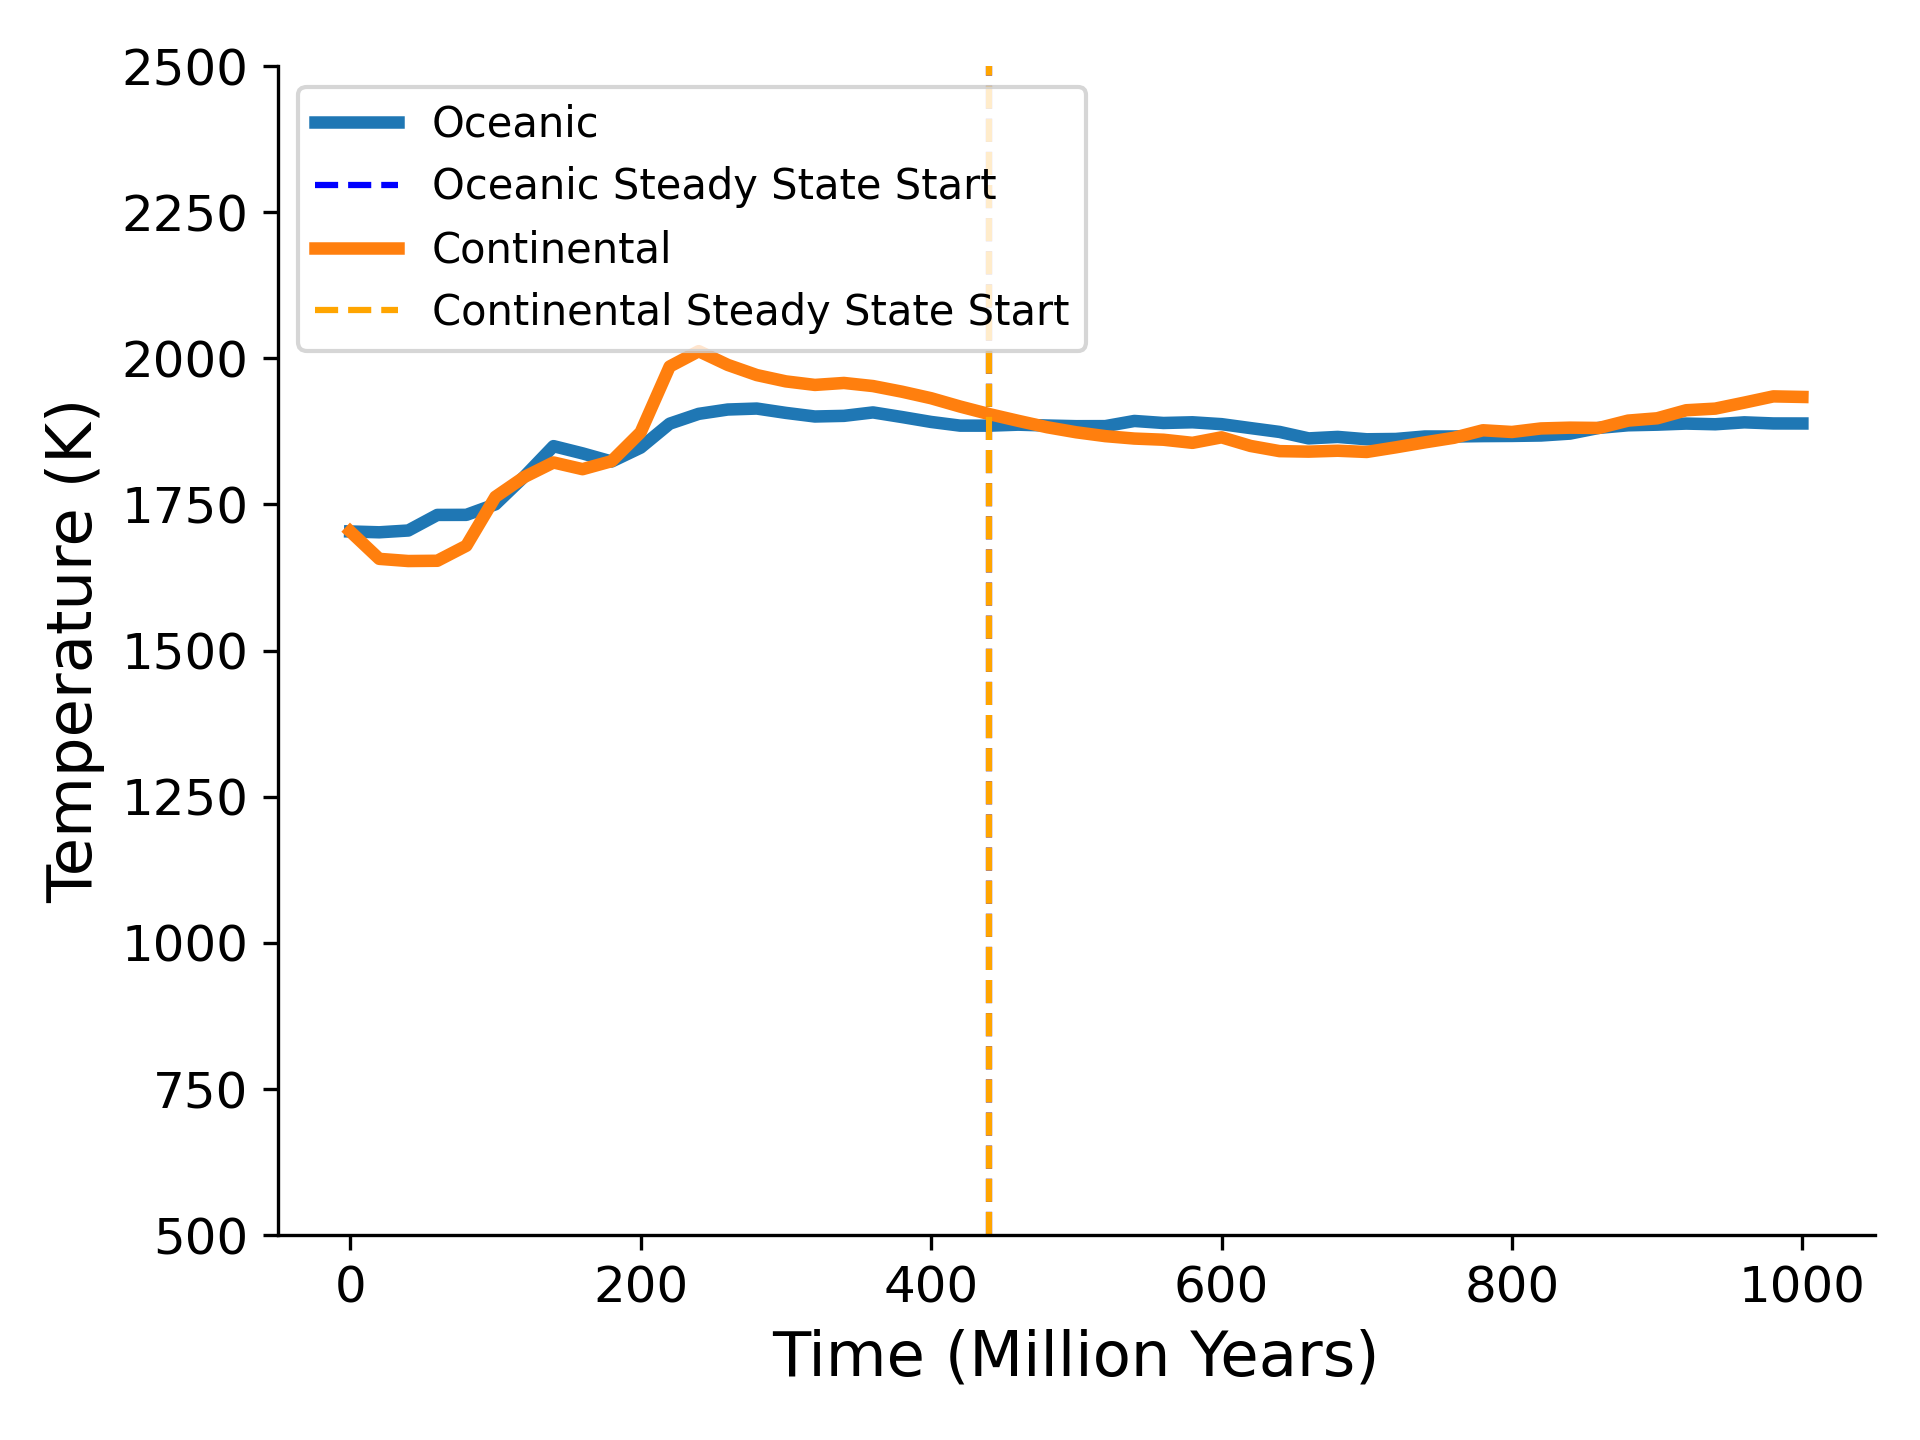 2500
2250
2000
1750
1500
1250
1000
750
500
Temperature (K)
Oceanic
Oceanic Steady State Start
Continental
Continental Steady State Start
0 200 400 600 800 1000
Time (Million Years)